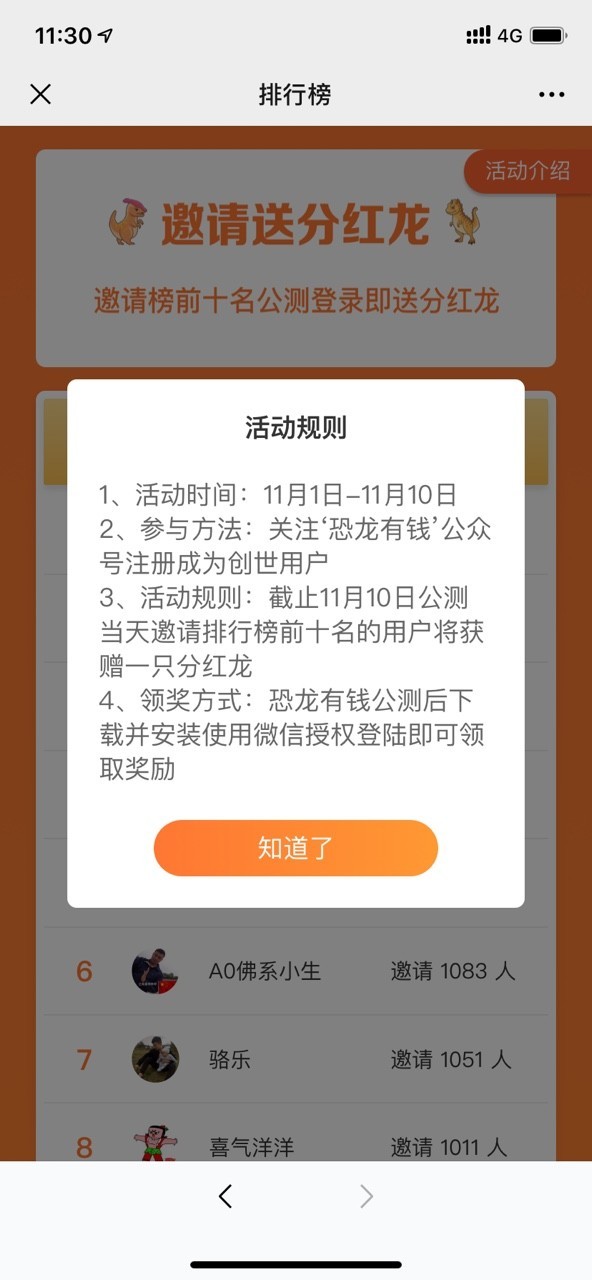 11:30
4G
排行榜
活动介绍
邀请送分红龙
邀请榜前十名公测登录即送分红龙
活动规则
1、活动时间：11月1日-11月10日
2、参与方法：关注‘恐龙有钱’公众
号注册成为创世用户
3、活动规则：截止11月10日公测
当天邀请排行榜前十名的用户将获
赠一只分红龙
4、领奖方式：恐龙有钱公测后下
载并安装使用微信授权登陆即可领
取奖励
知道了
6 A0佛系小生 邀请 1083 人
7 骆乐 邀请 1051 人
8 喜气洋洋 邀请 1011 人